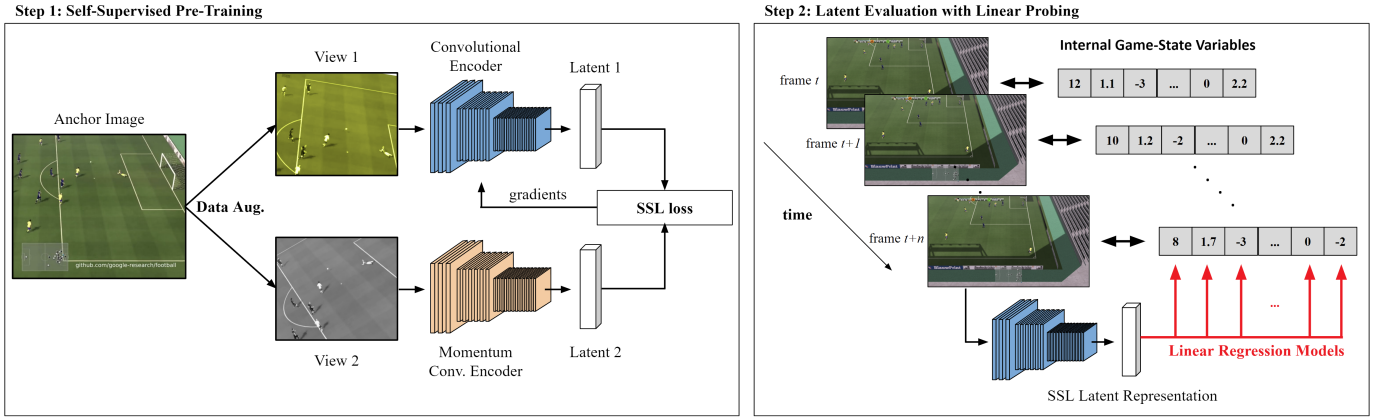 Step 1: Self-Supervised Pre-Training
View 1
Convolutional
Encoder
Latent 1
Anchor Image
github.com/google-research/football
Data Aug.
gradients
SSL loss
View 2
Momentum
Conv. Encoder
Latent 2
Step 2: Latent Evaluation with Linear Probing
Internal Game-State Variables
frame t
12 1.1 -3 ... 0 2.2
frame t+1
10 1.2 -2 ... 0 2.2
time
frame t+n
8 1.7 -3 ... 0 -2
...
Linear Regression Models
SSL Latent Representation